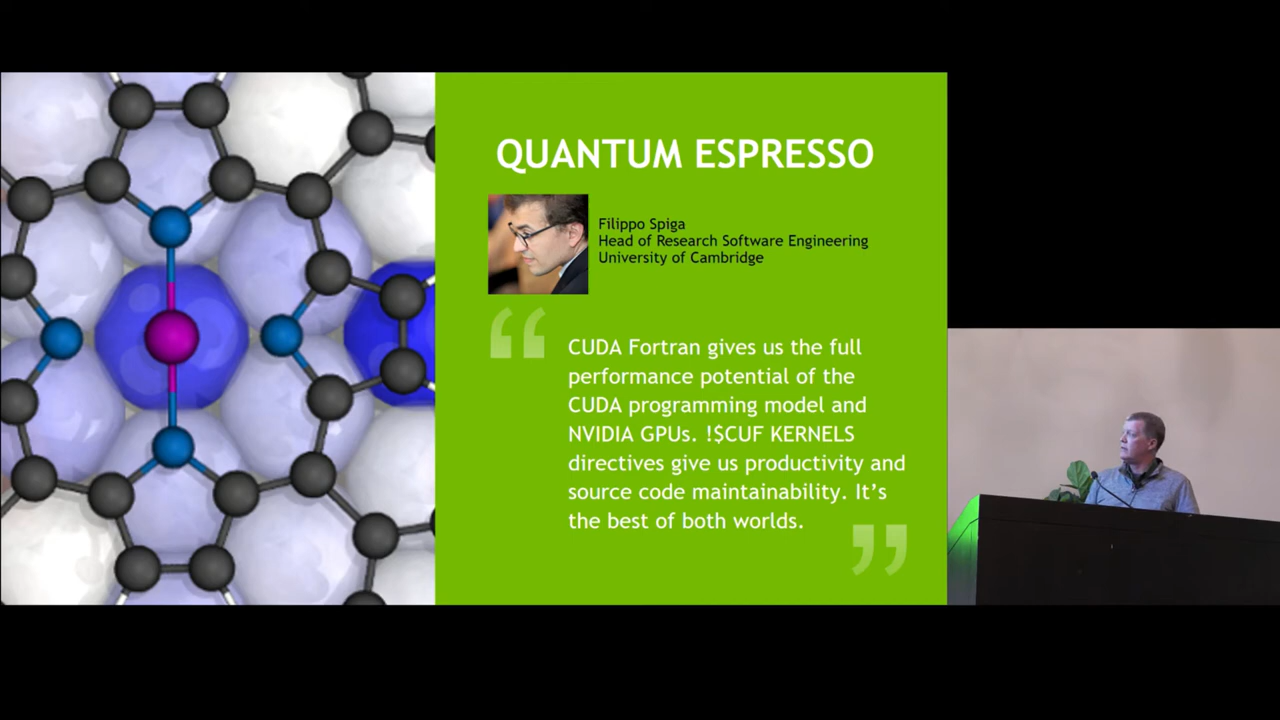 QUANTUM ESPRESSO
Filippo Spiga
Head of Research Software Engineering
University of Cambridge
“
CUDA Fortran gives us the full
performance potential of the
CUDA programming model and
NVIDIA GPUs. !$CUF KERNELS
directives give us productivity and
source code maintainability. It’s
the best of both worlds.
”